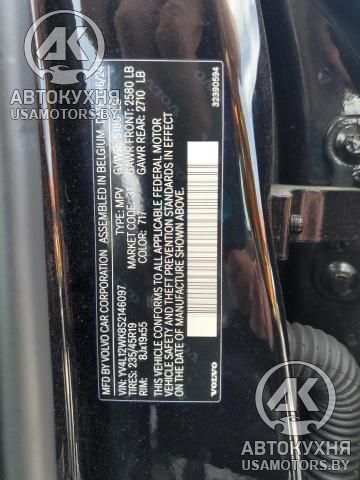 MFD BY VOLVO CAR CORPORATION ASSEMBLED IN BELGIUM
VIN: YV4L12WK8S2146097 TYPE: MPV GVWR:
TIRES: 235/45R19 MARKET CODE: 31 GAWR FRONT: 2580 LB
RIM: 8Jx19x55 COLOR: 717 GAWR REAR: 2710 LB
THIS VEHICLE CONFORMS TO ALL APPLICABLE FEDERAL MOTOR
VEHICLE SAFETY AND THEFT PREVENTION STANDARDS IN EFFECT
ON THE DATE OF MANUFACTURE SHOWN ABOVE.
VOLVO
32390594
АВТОКУХНЯ
USAMOTORS.BY
АВТОКУХНЯ
USAMOTORS.BY